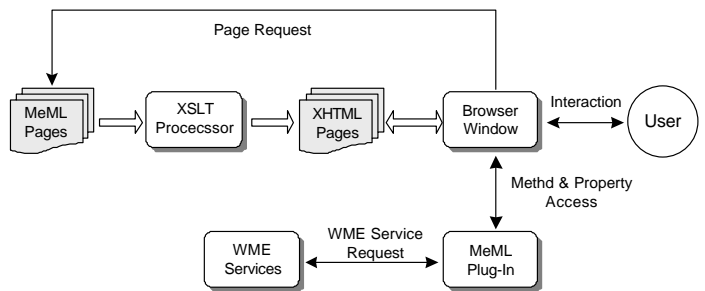 Page Request
MeML
Pages
XSLT
Procecssor
XHTML
Pages
Browser
Window
Interaction
User
Methd & Property
Access
WME
Services
WME Service
Request
MeML
Plug-In